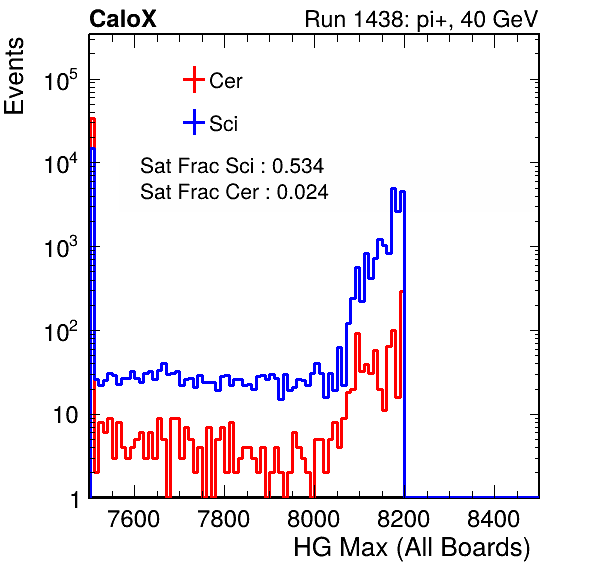 CaloX Run 1438: pi+, 40 GeV
Events
Cer
Sci
Sat Frac Sci : 0.534
Sat Frac Cer : 0.024
10^5
10^4
10^3
10^2
10
1
7600 7800 8000 8200 8400
HG Max (All Boards)